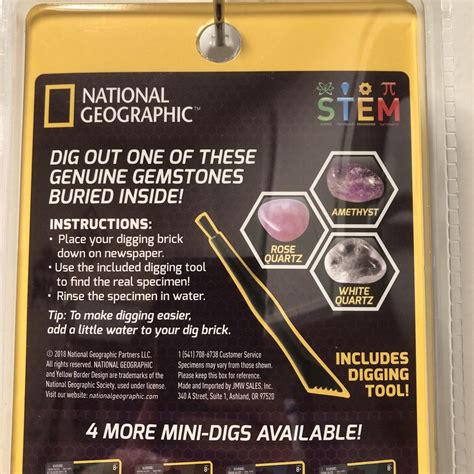 NATIONAL
GEOGRAPHIC™
STEM
DIG OUT ONE OF THESE
GENUINE GEMSTONES
BURIED INSIDE!
AMETHYST
ROSE
QUARTZ
WHITE
QUARTZ
INSTRUCTIONS:
• Place your digging brick
down on newspaper.
• Use the included digging tool
to find the real specimen!
• Rinse the specimen in water.
Tip: To make digging easier,
add a little water to your dig brick.
© 2018 National Geographic Partners LLC.
All rights reserved. NATIONAL GEOGRAPHIC
and Yellow Border Design are trademarks of the
National Geographic Society, used under license.
Visit our website: nationalgeographic.com
1 (541) 708-6738 Customer Service
Specimens may vary from those shown.
Please keep this box for reference.
Made and Imported by JMW SALES, Inc.
340 A Street, Suite 1, Ashland, OR 97520
INCLUDES
DIGGING
TOOL!
4 MORE MINI-DIGS AVAILABLE!
8+
8+
8+
8+